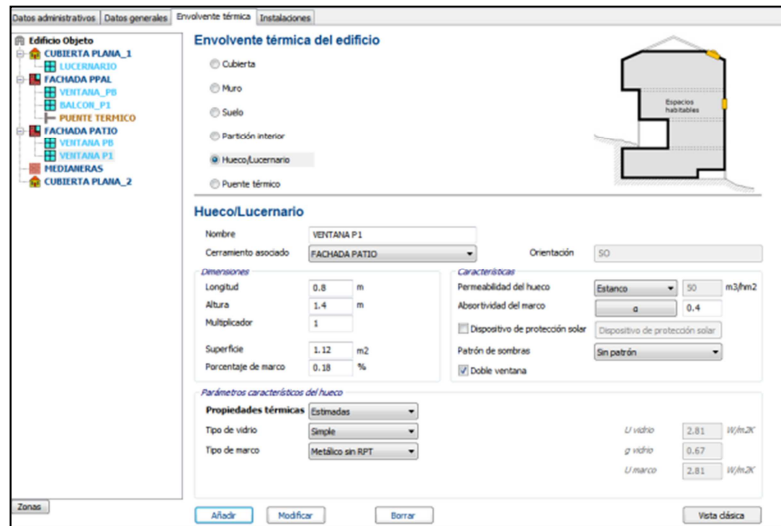 Datos administrativos Datos generales Envolvente térmica Instalaciones
Edificio Objeto
CUBIERTA PLANA_1
LUCERNARIO
FACHADA PPAL
VENTANA_PB
BALCON_P1
PUENTE TERMICO
FACHADA PATIO
VENTANA PB
VENTANA P1
MEDIANERAS
CUBIERTA PLANA_2
Zonas
Envolvente térmica del edificio
Cubierta
Muro
Suelo
Partición interior
Hueco/Lucernario
Puente térmico
Espacios
habitables
Hueco/Lucernario
Nombre VENTANA P1
Cerramiento asociado FACHADA PATIO Orientación SO
Dimensiones
Longitud 0.8 m
Altura 1.4 m
Multiplicador 1
Superficie 1.12 m2
Porcentaje de marco 0.18 %
Características
Permeabilidad del hueco Estanco 50 m3/hm2
Absortividad del marco α 0.4
Dispositivo de protección solar Dispositivo de protección solar
Patrón de sombras Sin patrón
Doble ventana
Parámetros característicos del hueco
Propiedades térmicas Estimadas
Tipo de vidrio Simple
Tipo de marco Metálico sin RPT
U vidrio 2.81 W/m2K
g vidrio 0.67
U marco 2.81 W/m2K
Añadir Modificar Borrar Vista clásica